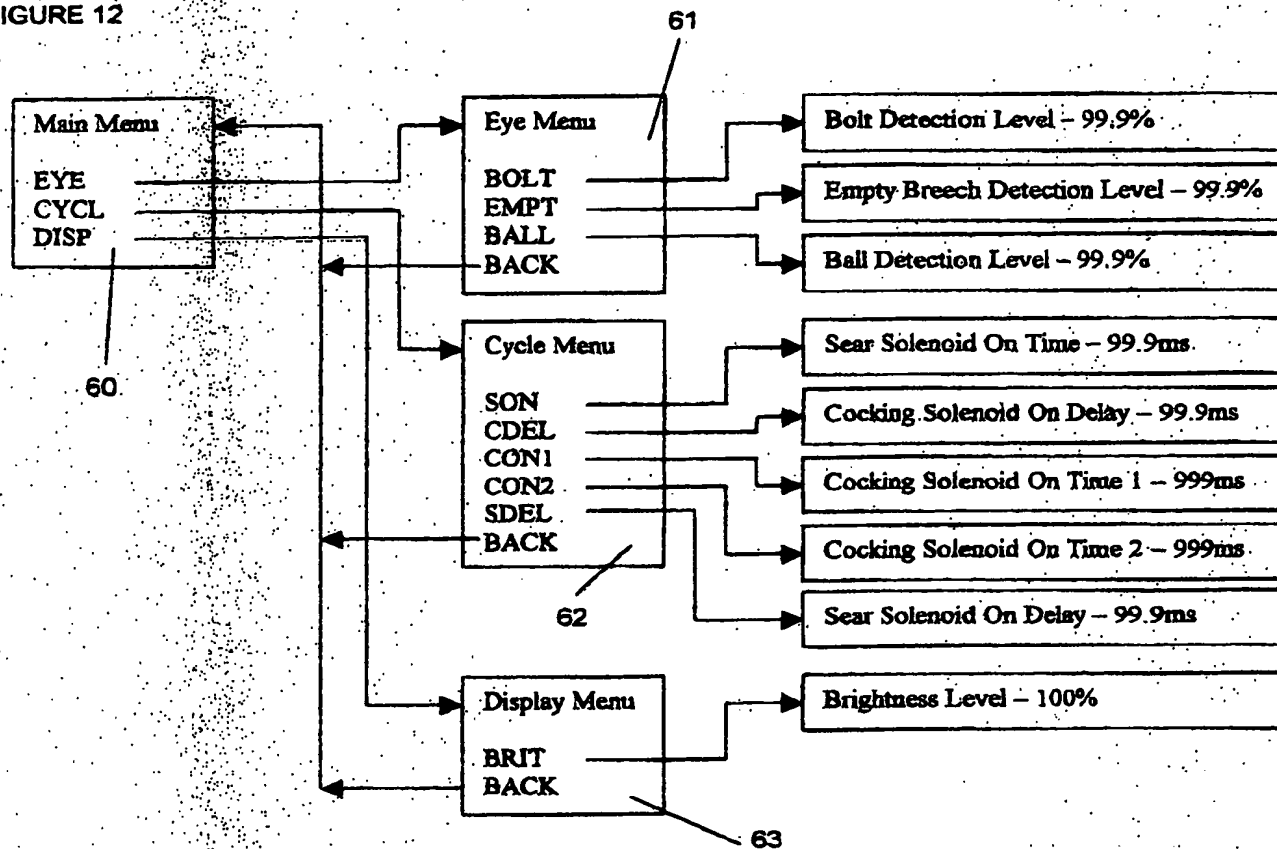 IGURE 12
61
Main Menu
EYE
CYCL
DISP
60
Eye Menu
BOLT
EMPT
BALL
BACK
Bolt Detection Level – 99.9%
Empty Breech Detection Level – 99.9%
Ball Detection Level – 99.9%
Cycle Menu
SON
CDEL
CON1
CON2
SDEL
BACK
62
Sear Solenoid On Time – 99.9ms
Cocking Solenoid On Delay – 99.9ms
Cocking Solenoid On Time 1 – 999ms
Cocking Solenoid On Time 2 – 999ms
Sear Solenoid On Delay – 99.9ms
Display Menu
BRIT
BACK
63
Brightness Level – 100%